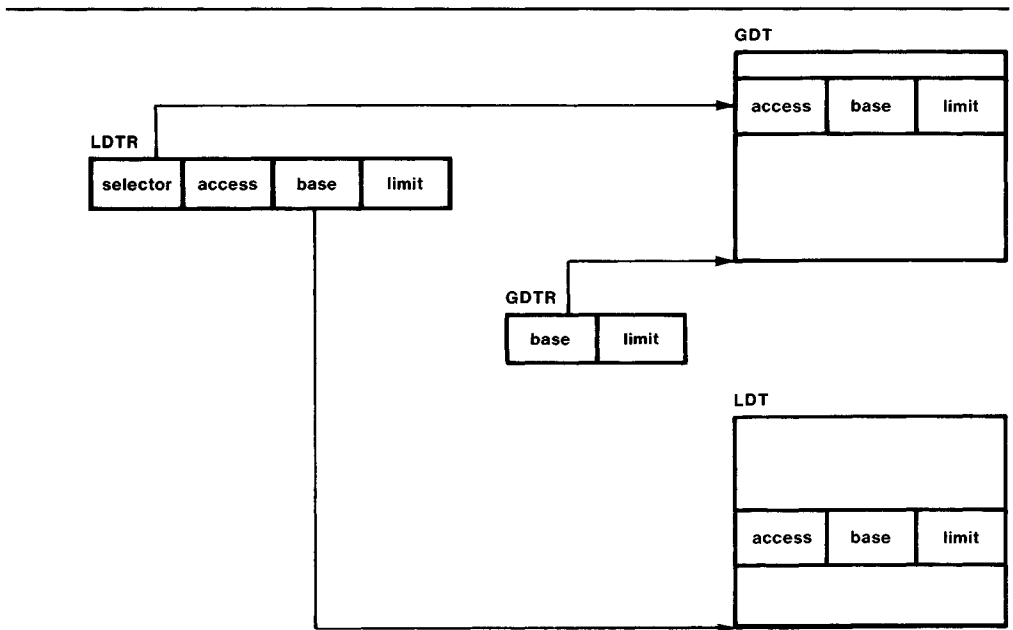 GDT
access base limit
LDTR
selector access base limit
GDTR
base limit
LDT
access base limit